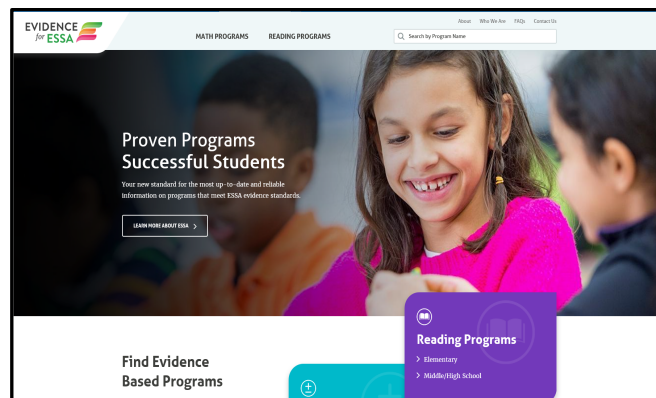 EVIDENCE
for ESSA
About Who We Are FAQs Contact Us
MATH PROGRAMS READING PROGRAMS
Search by Program Name
Proven Programs
Successful Students
Your new standard for the most up-to-date and reliable
information on programs that meet ESSA evidence standards.
LEARN MORE ABOUT ESSA >
Find Evidence
Based Programs
Reading Programs
> Elementary
> Middle/High School